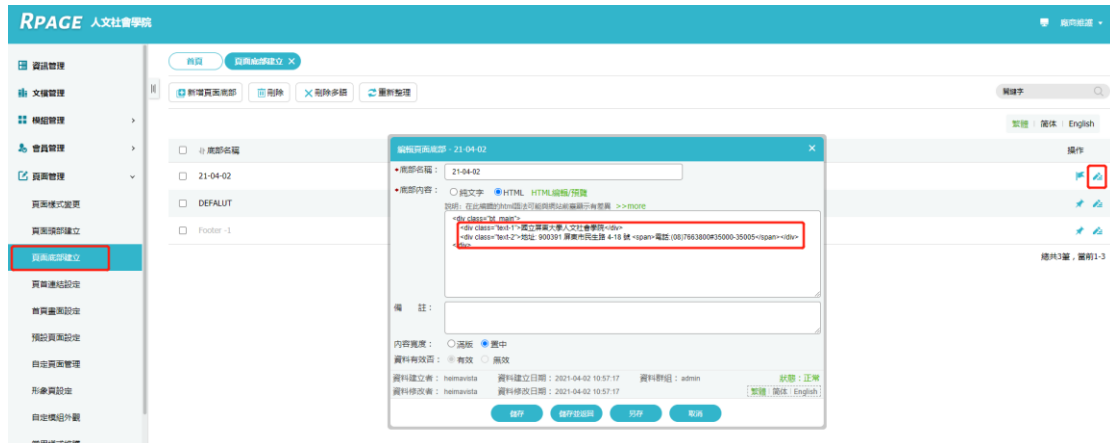 RPAGE 人文社會學院
廠商維護
資訊管理
文檔管理
模組管理
會員管理
頁面管理
頁面樣式變更
頁面頭部建立
頁面底部建立
頁首連結設定
首頁畫面設定
預設頁面設定
自定頁面管理
形象頁設定
自定模組外觀
首頁 頁面底部建立 X
新增頁面底部 刪除 刪除多語 重新整理
關鍵字
繁體 | 简体 | English
底部名稱 操作
21-04-02
DEFALUT
Footer -1
總共3筆,當前1-3
編輯頁面底部 - 21-04-02
•底部名稱: 21-04-02
•底部內容: 純文字 HTML HTML編輯/預覽
說明:在此編輯的html語法可能與網站前臺顯示有差異 >>more
<div class="bt_main">
<div class="text-1">國立屏東大學人文社會學院</div>
<div class="text-2">地址: 900391 屏東市民生路 4-18 號 <span>電話:(08)7663800#35000-35005</span></div>
</div>
備 註:
內容寬度: 滿版 置中
資料有效否: 有效 無效
資料建立者: heimavista 資料建立日期:2021-04-02 10:57:17 資料群組:admin 狀態:正常
資料修改者: heimavista 資料修改日期:2021-04-02 10:57:17 繁體 | 简体 | English
儲存 儲存並返回 另存 取消